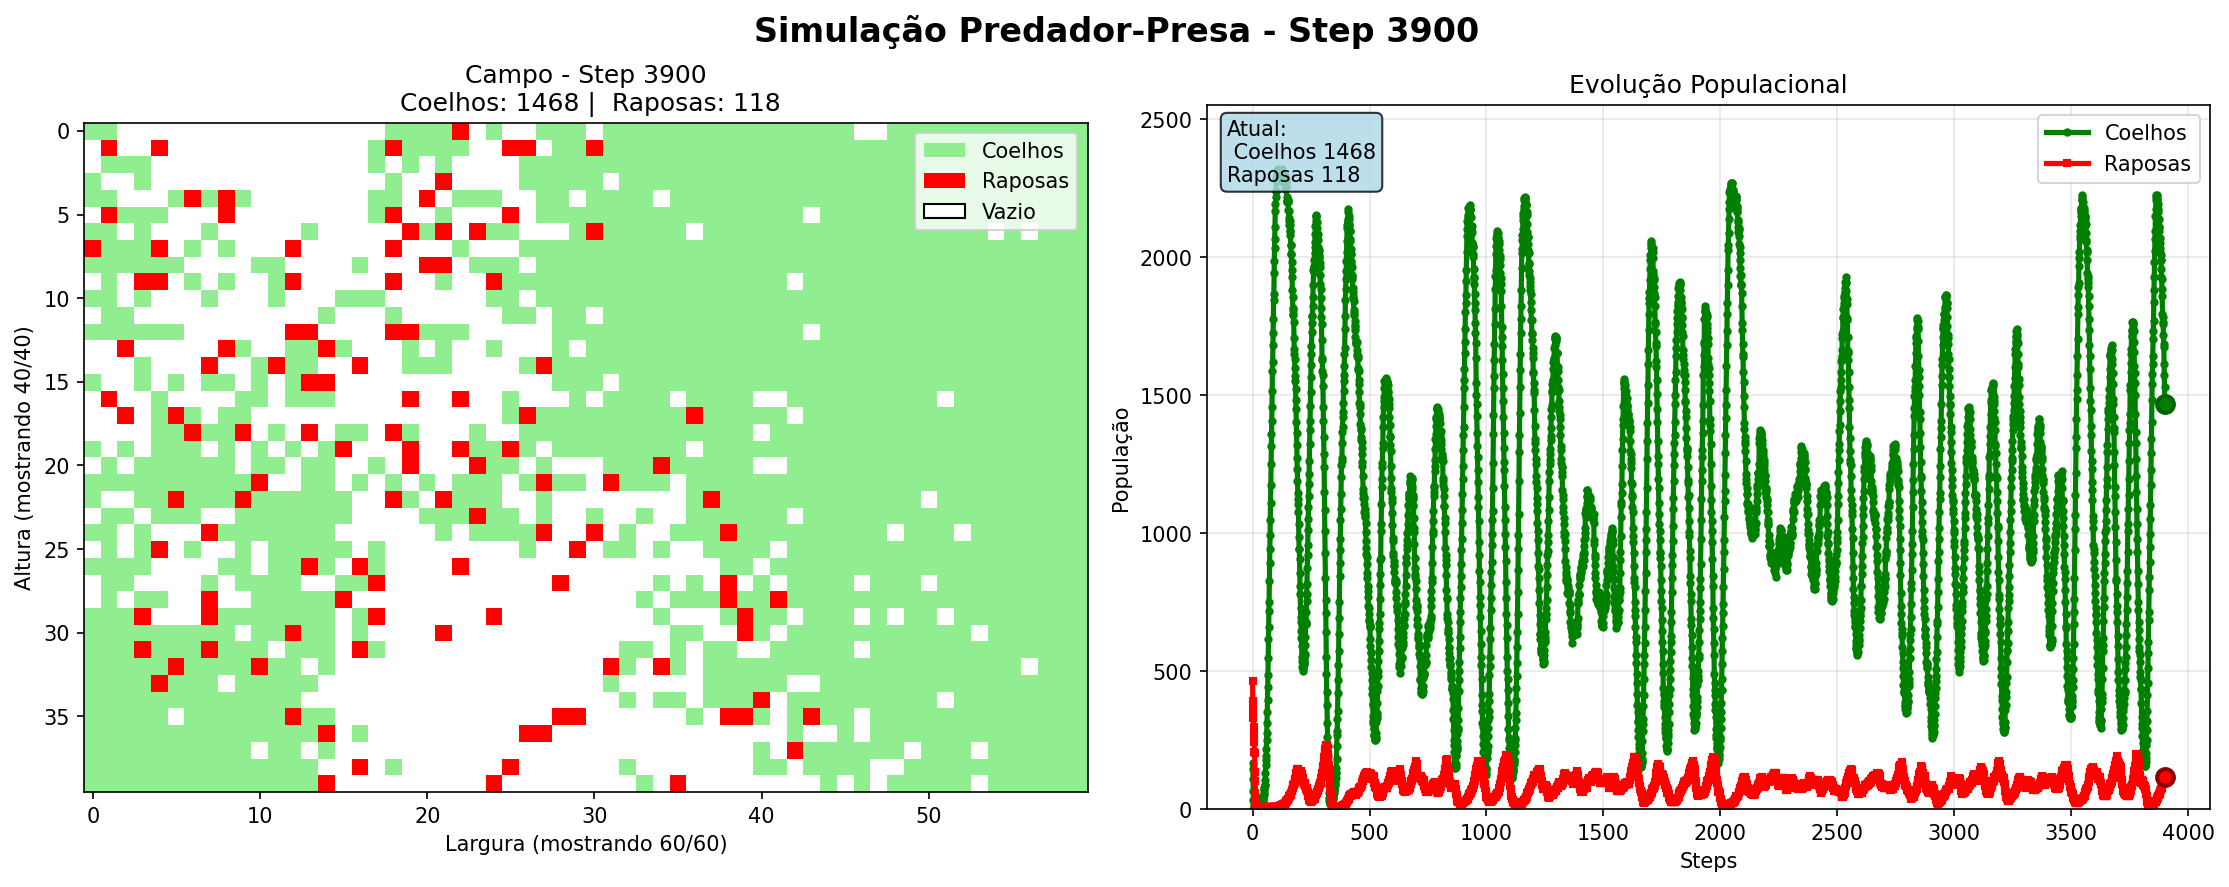 Simulação Predador-Presa - Step 3900
Campo - Step 3900
Coelhos: 1468 |  Raposas: 118
Coelhos
Raposas
Vazio
0
5
10
15
20
25
30
35
Altura (mostrando 40/40)
0
10
20
30
40
50
Largura (mostrando 60/60)
Evolução Populacional
Atual:
Coelhos 1468
Raposas 118
Coelhos
Raposas
2500
2000
1500
1000
500
0
População
0
500
1000
1500
2000
2500
3000
3500
4000
Steps